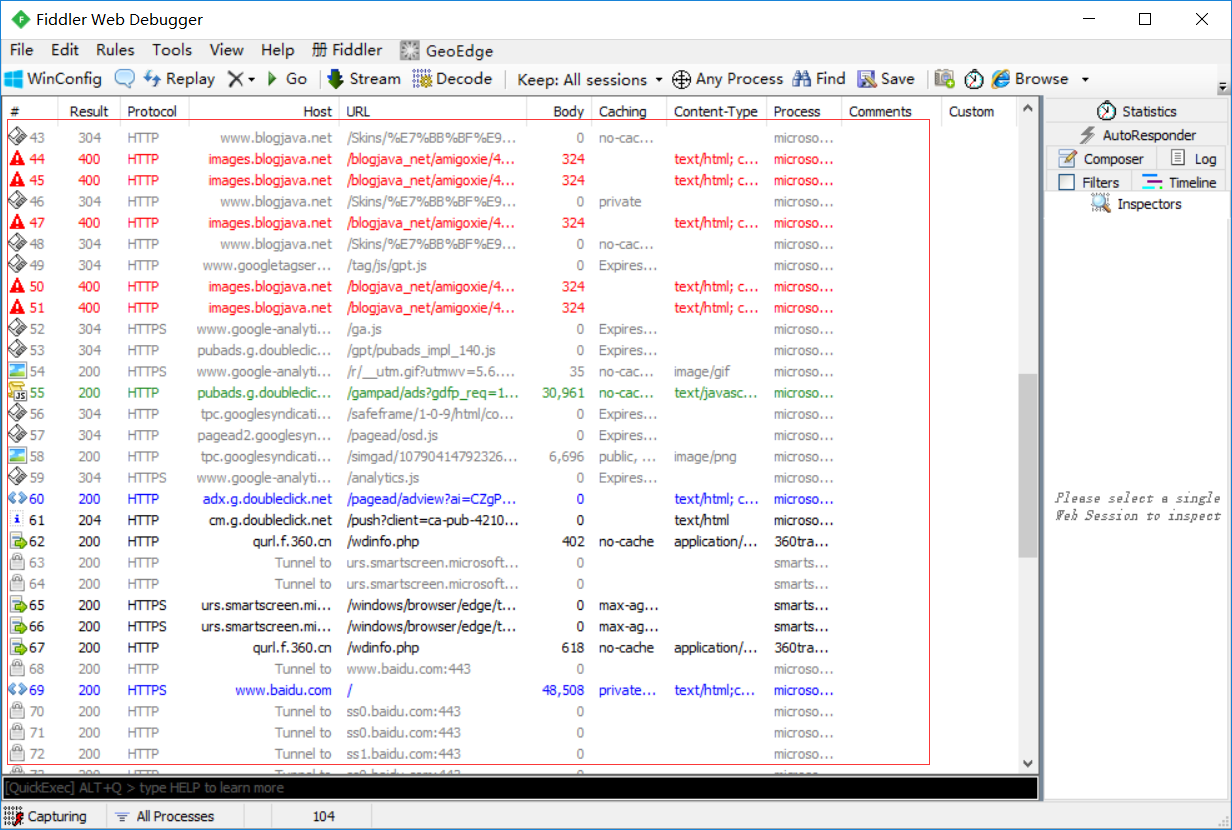 Fiddler Web Debugger
File Edit Rules Tools View Help 册 Fiddler GeoEdge
WinConfig Replay Go Stream Decode Keep: All sessions Any Process Find Save Browse
# Result Protocol Host URL Body Caching Content-Type Process Comments Custom
43 304 HTTP www.blogjava.net /Skins/%E7%BB%BF%E9... 0 no-cac... microso...
44 400 HTTP images.blogjava.net /blogjava_net/amigoxie/4... 324 text/html; c... microso...
45 400 HTTP images.blogjava.net /blogjava_net/amigoxie/4... 324 text/html; c... microso...
46 304 HTTP www.blogjava.net /Skins/%E7%BB%BF%E9... 0 private microso...
47 400 HTTP images.blogjava.net /blogjava_net/amigoxie/4... 324 text/html; c... microso...
48 304 HTTP www.blogjava.net /Skins/%E7%BB%BF%E9... 0 no-cac... microso...
49 304 HTTP www.googletagser... /tag/js/gpt.js 0 Expires... microso...
50 400 HTTP images.blogjava.net /blogjava_net/amigoxie/4... 324 text/html; c... microso...
51 400 HTTP images.blogjava.net /blogjava_net/amigoxie/4... 324 text/html; c... microso...
52 304 HTTPS www.google-analyti... /ga.js 0 Expires... microso...
53 304 HTTP pubads.g.doubleclic... /gpt/pubads_impl_140.js 0 Expires... microso...
54 200 HTTPS www.google-analyti... /r/__utm.gif?utmwv=5.6.... 35 no-cac... image/gif microso...
55 200 HTTP pubads.g.doubleclic... /gampad/ads?gdfp_req=1... 30,961 no-cac... text/javasc... microso...
56 304 HTTP tpc.googlesyndicati... /safeframe/1-0-9/html/co... 0 Expires... microso...
57 304 HTTP pagead2.googlesyn... /pagead/osd.js 0 Expires... microso...
58 200 HTTP tpc.googlesyndicati... /simgad/10790414792326... 6,696 public, ... image/png microso...
59 304 HTTPS www.google-analyti... /analytics.js 0 Expires... microso...
60 200 HTTP adx.g.doubleclick.net /pagead/adview?ai=CZgP... 0 text/html; c... microso...
61 204 HTTP cm.g.doubleclick.net /push?client=ca-pub-4210... 0 text/html microso...
62 200 HTTP qurl.f.360.cn /wdinfo.php 402 no-cache application/... 360tra...
63 200 HTTP Tunnel to urs.smartscreen.microsoft... 0 smarts...
64 200 HTTP Tunnel to urs.smartscreen.microsoft... 0 smarts...
65 200 HTTPS urs.smartscreen.mi... /windows/browser/edge/t... 0 max-ag... smarts...
66 200 HTTPS urs.smartscreen.mi... /windows/browser/edge/t... 0 max-ag... smarts...
67 200 HTTP qurl.f.360.cn /wdinfo.php 618 no-cache application/... 360tra...
68 200 HTTP Tunnel to www.baidu.com:443 0 microso...
69 200 HTTPS www.baidu.com / 48,508 private... text/html;c... microso...
70 200 HTTP Tunnel to ss0.baidu.com:443 0 microso...
71 200 HTTP Tunnel to ss0.baidu.com:443 0 microso...
72 200 HTTP Tunnel to ss1.baidu.com:443 0 microso...
Statistics
AutoResponder
Composer Log
Filters Timeline
Inspectors
Please select a single
Web Session to inspect
[QuickExec] ALT+Q > type HELP to learn more
Capturing All Processes 104